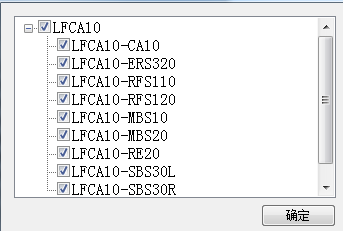 LFCA10
LFCA10-CA10
LFCA10-ERS320
LFCA10-RFS110
LFCA10-RFS120
LFCA10-MBS10
LFCA10-MBS20
LFCA10-RE20
LFCA10-SBS30L
LFCA10-SBS30R
确定